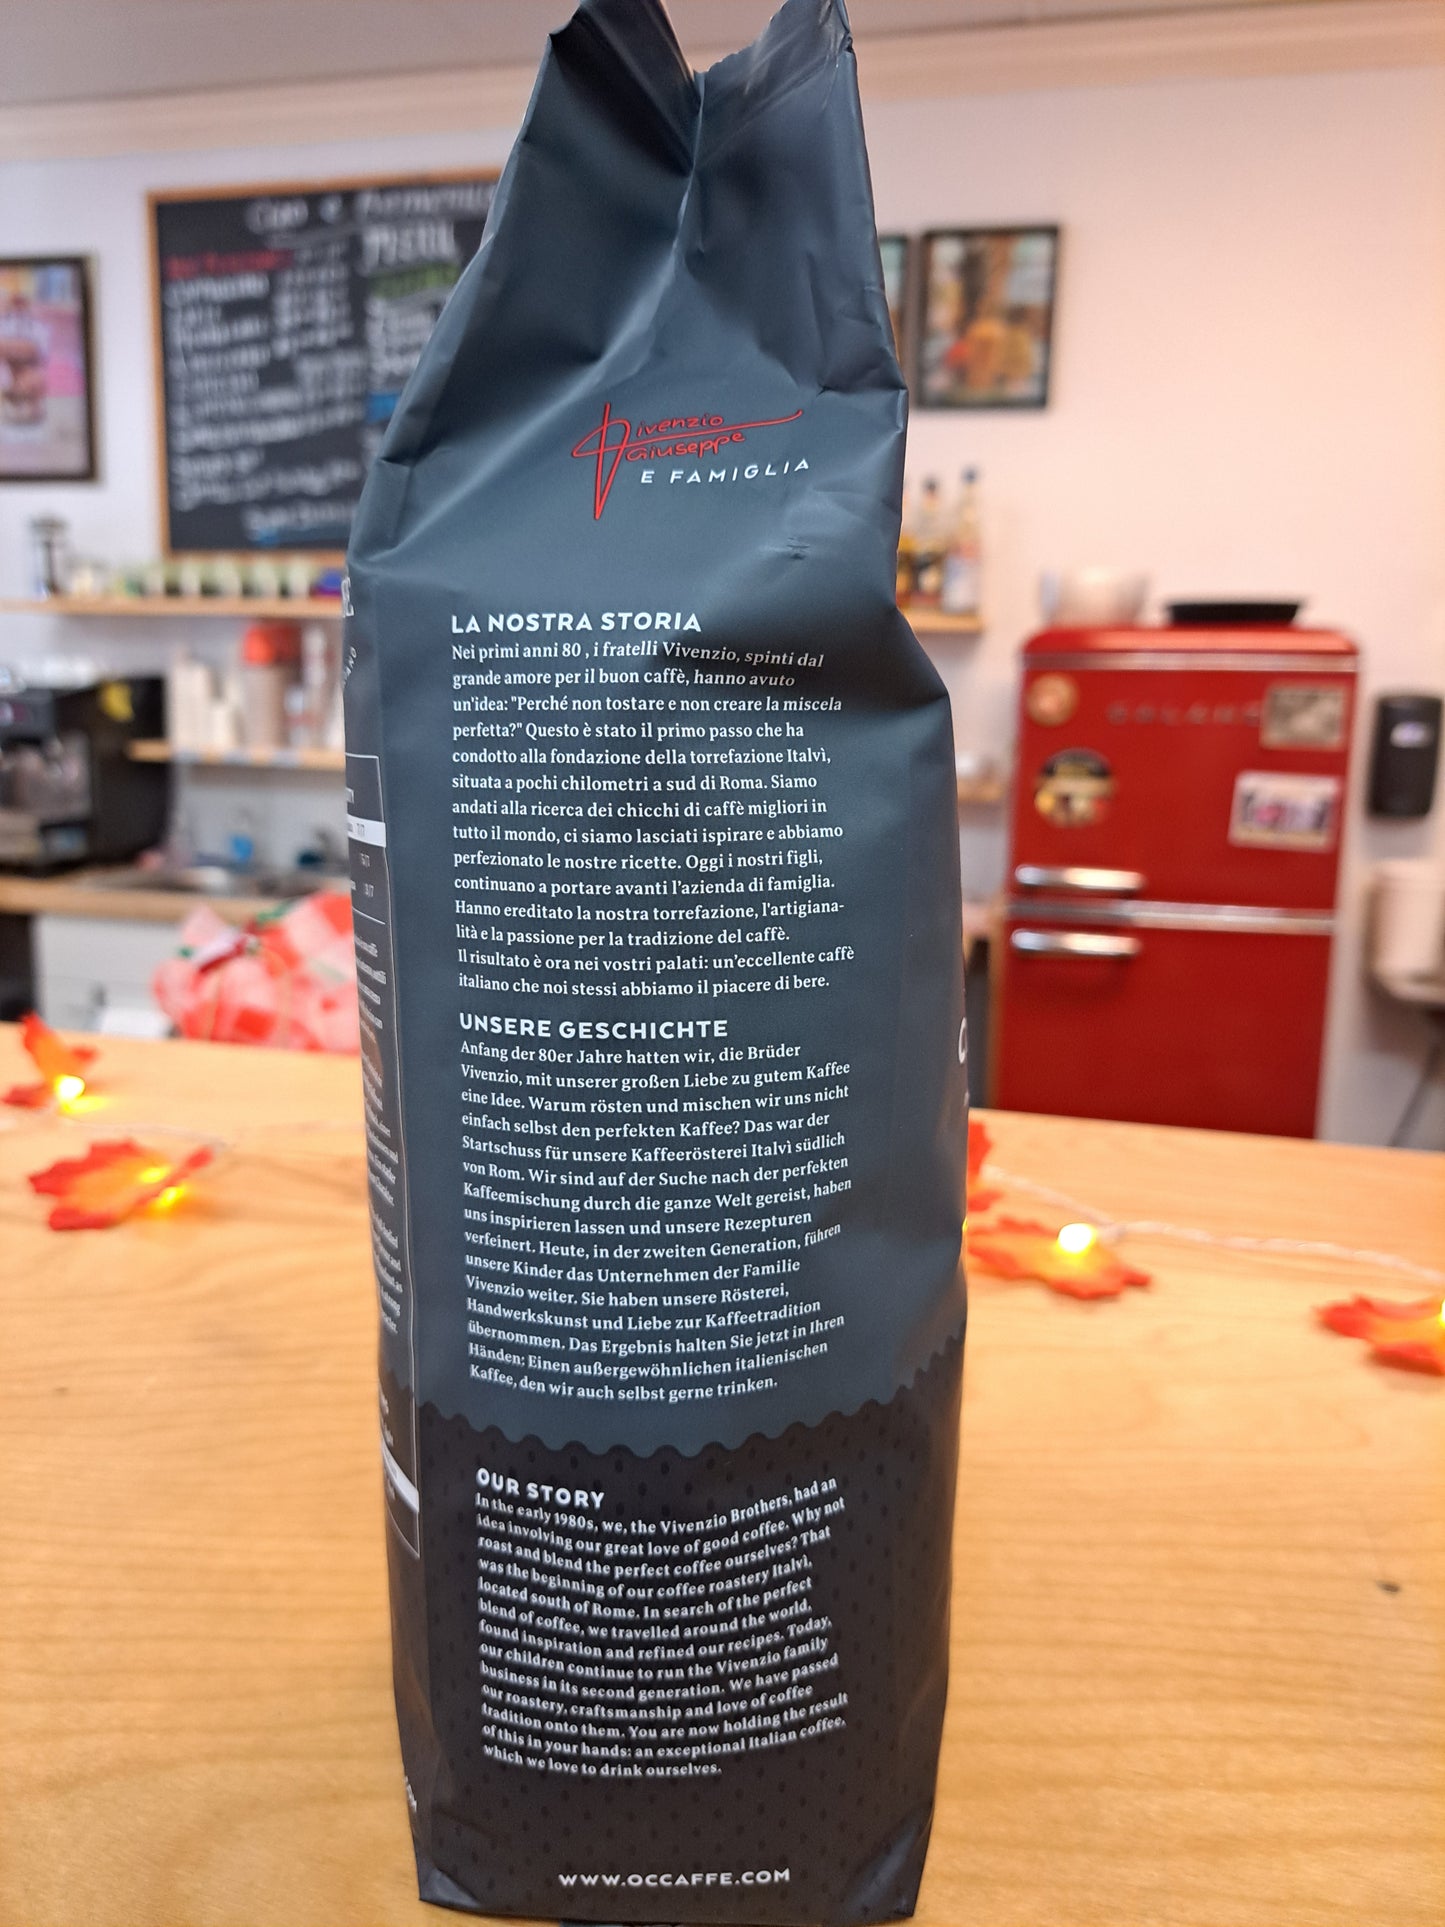 Vivenzio
Giuseppe
E FAMIGLIA
LA NOSTRA STORIA
Nei primi anni 80 , i fratelli Vivenzio, spinti dal
grande amore per il buon caffè, hanno avuto
un'idea: "Perché non tostare e non creare la miscela
perfetta?" Questo è stato il primo passo che ha
condotto alla fondazione della torrefazione Italvì,
situata a pochi chilometri a sud di Roma. Siamo
andati alla ricerca dei chicchi di caffè migliori in
tutto il mondo, ci siamo lasciati ispirare e abbiamo
perfezionato le nostre ricette. Oggi i nostri figli,
continuano a portare avanti l'azienda di famiglia.
Hanno ereditato la nostra torrefazione, l'artigiana-
lità e la passione per la tradizione del caffè.
Il risultato è ora nei vostri palati: un'eccellente caffè
italiano che noi stessi abbiamo il piacere di bere.
UNSERE GESCHICHTE
Anfang der 80er Jahre hatten wir, die Brüder
Vivenzio, mit unserer großen Liebe zu gutem Kaffee
eine Idee. Warum rösten und mischen wir uns nicht
einfach selbst den perfekten Kaffee? Das war der
Startschuss für unsere Kaffeerösterei Italvì südlich
von Rom. Wir sind auf der Suche nach der perfekten
Kaffeemischung durch die ganze Welt gereist, haben
uns inspirieren lassen und unsere Rezepturen
verfeinert. Heute, in der zweiten Generation, führen
unsere Kinder das Unternehmen der Familie
Vivenzio weiter. Sie haben unsere Rösterei,
Handwerkskunst und Liebe zur Kaffeetradition
übernommen. Das Ergebnis halten Sie jetzt in Ihren
Händen: Einen außergewöhnlichen italienischen
Kaffee, den wir auch selbst gerne trinken.
OUR STORY
In the early 1980s, we, the Vivenzio Brothers, had an
idea involving our great love of good coffee. Why not
roast and blend the perfect coffee ourselves? That
was the beginning of our coffee roastery Italvì,
located south of Rome. In search of the perfect
blend of coffee, we travelled around the world,
found inspiration and refined our recipes. Today,
our children continue to run the Vivenzio family
business in its second generation. We have passed
our roastery, craftsmanship and love of coffee
tradition onto them. You are now holding the result
of this in your hands: an exceptional Italian coffee,
which we love to drink ourselves.
WWW.OCCAFFE.COM